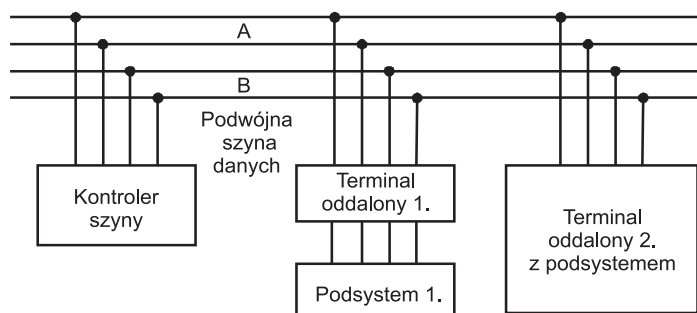 A
B
Podwójna
szyna
danych
Kontroler
szyny
Terminal
oddalony 1.
Podsystem 1.
Terminal
oddalony 2.
z podsystemem